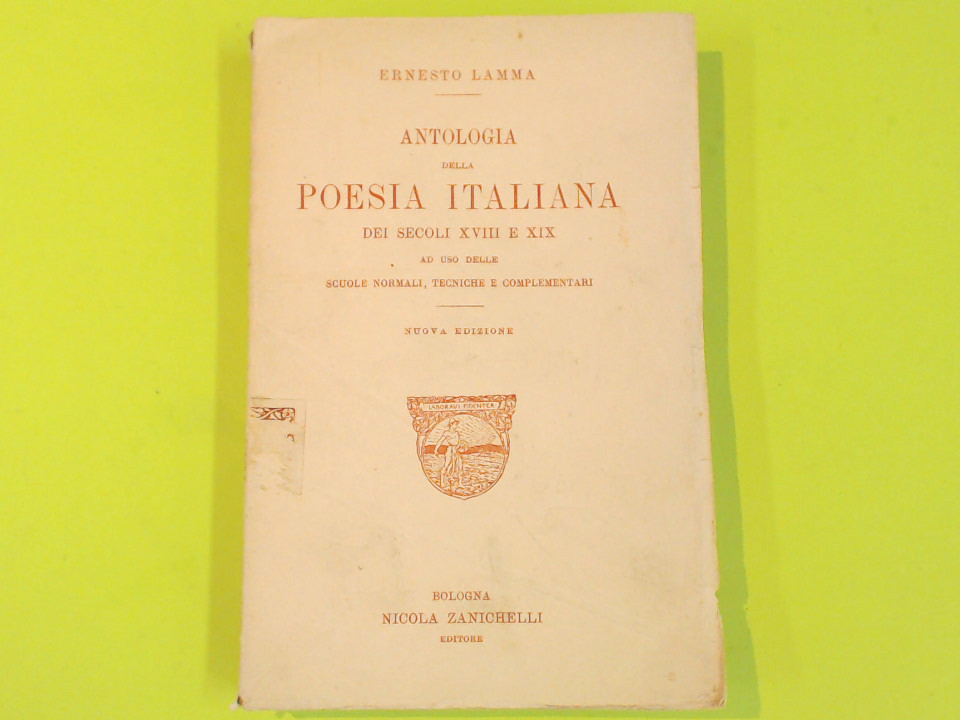 ERNESTO LAMMA
ANTOLOGIA
DELLA
POESIA ITALIANA
DEI SECOLI XVIII E XIX
AD USO DELLE
SCUOLE NORMALI, TECNICHE E COMPLEMENTARI
NUOVA EDIZIONE
LABORAVI FIDENTER
BOLOGNA
NICOLA ZANICHELLI
EDITORE